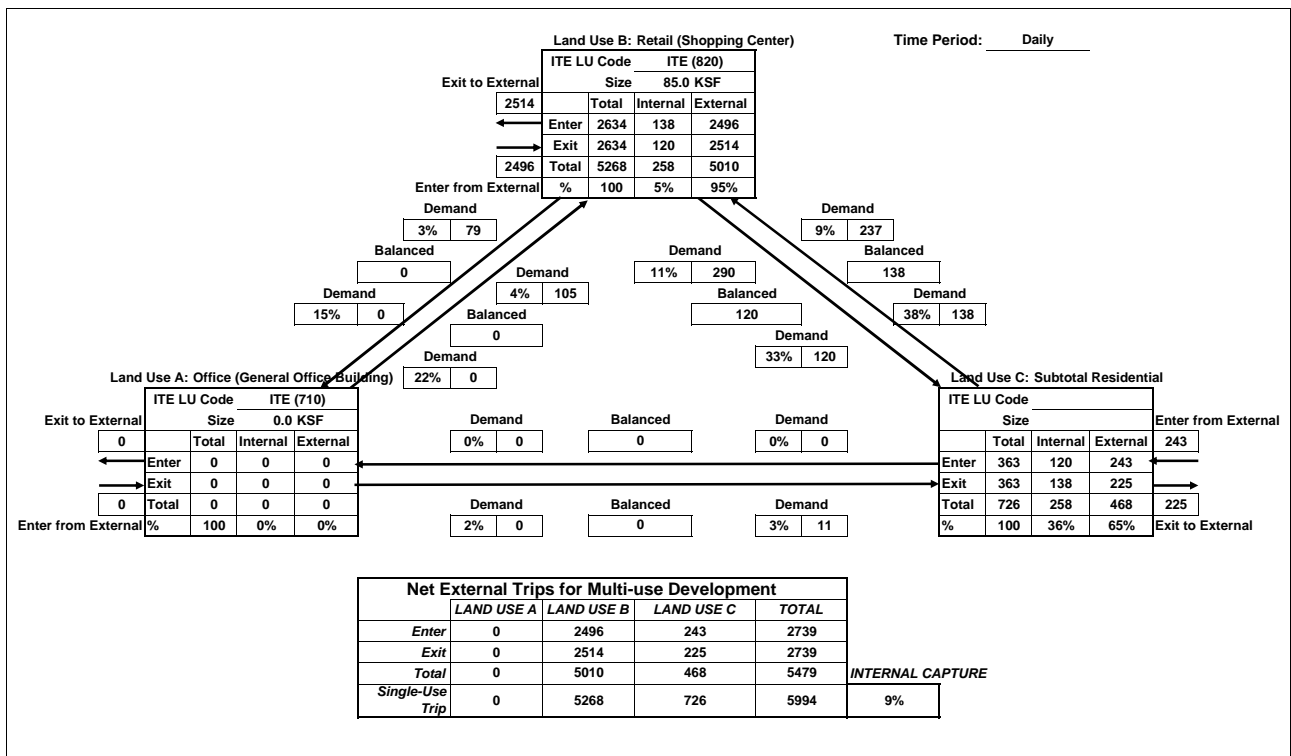 Land Use B: Retail (Shopping Center)
Time Period: Daily
ITE LU Code ITE (820)
Exit to External Size 85.0 KSF
2514 Total Internal External
Enter 2634 138 2496
Exit 2634 120 2514
2496 Total 5268 258 5010
Enter from External % 100 5% 95%
Demand Demand
3% 79 9% 237
Balanced Demand Balanced
0 11% 290 138
Demand Demand Balanced Demand
15% 0 4% 105 120 38% 138
Balanced
0
Demand
33% 120
Demand
22% 0
Land Use A: Office (General Office Building)
ITE LU Code ITE (710)
Exit to External Size 0.0 KSF
0 Total Internal External
Enter 0 0 0
Exit 0 0 0
0 Total 0 0 0
Enter from External % 100 0% 0%
Demand Balanced Demand
0% 0 0 0% 0
Demand Balanced Demand
2% 0 0 3% 11
Land Use C: Subtotal Residential
ITE LU Code
Size Enter from External
Total Internal External 243
Enter 363 120 243
Exit 363 138 225
Total 726 258 468 225
% 100 36% 65% Exit to External
Net External Trips for Multi-use Development
LAND USE A LAND USE B LAND USE C TOTAL
Enter 0 2496 243 2739
Exit 0 2514 225 2739
Total 0 5010 468 5479 INTERNAL CAPTURE
Single-Use
Trip 0 5268 726 5994 9%